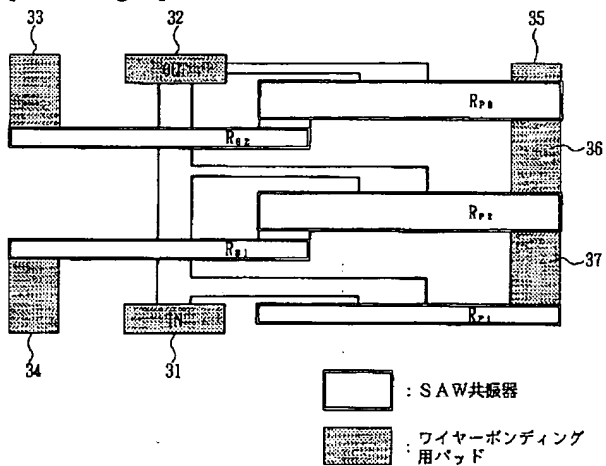 33
32
35
OUT
RP3
RS2
36
RP2
RS1
37
IN
RP1
34
31
: SAW共振器
: ワイヤーボンディング
用パッド